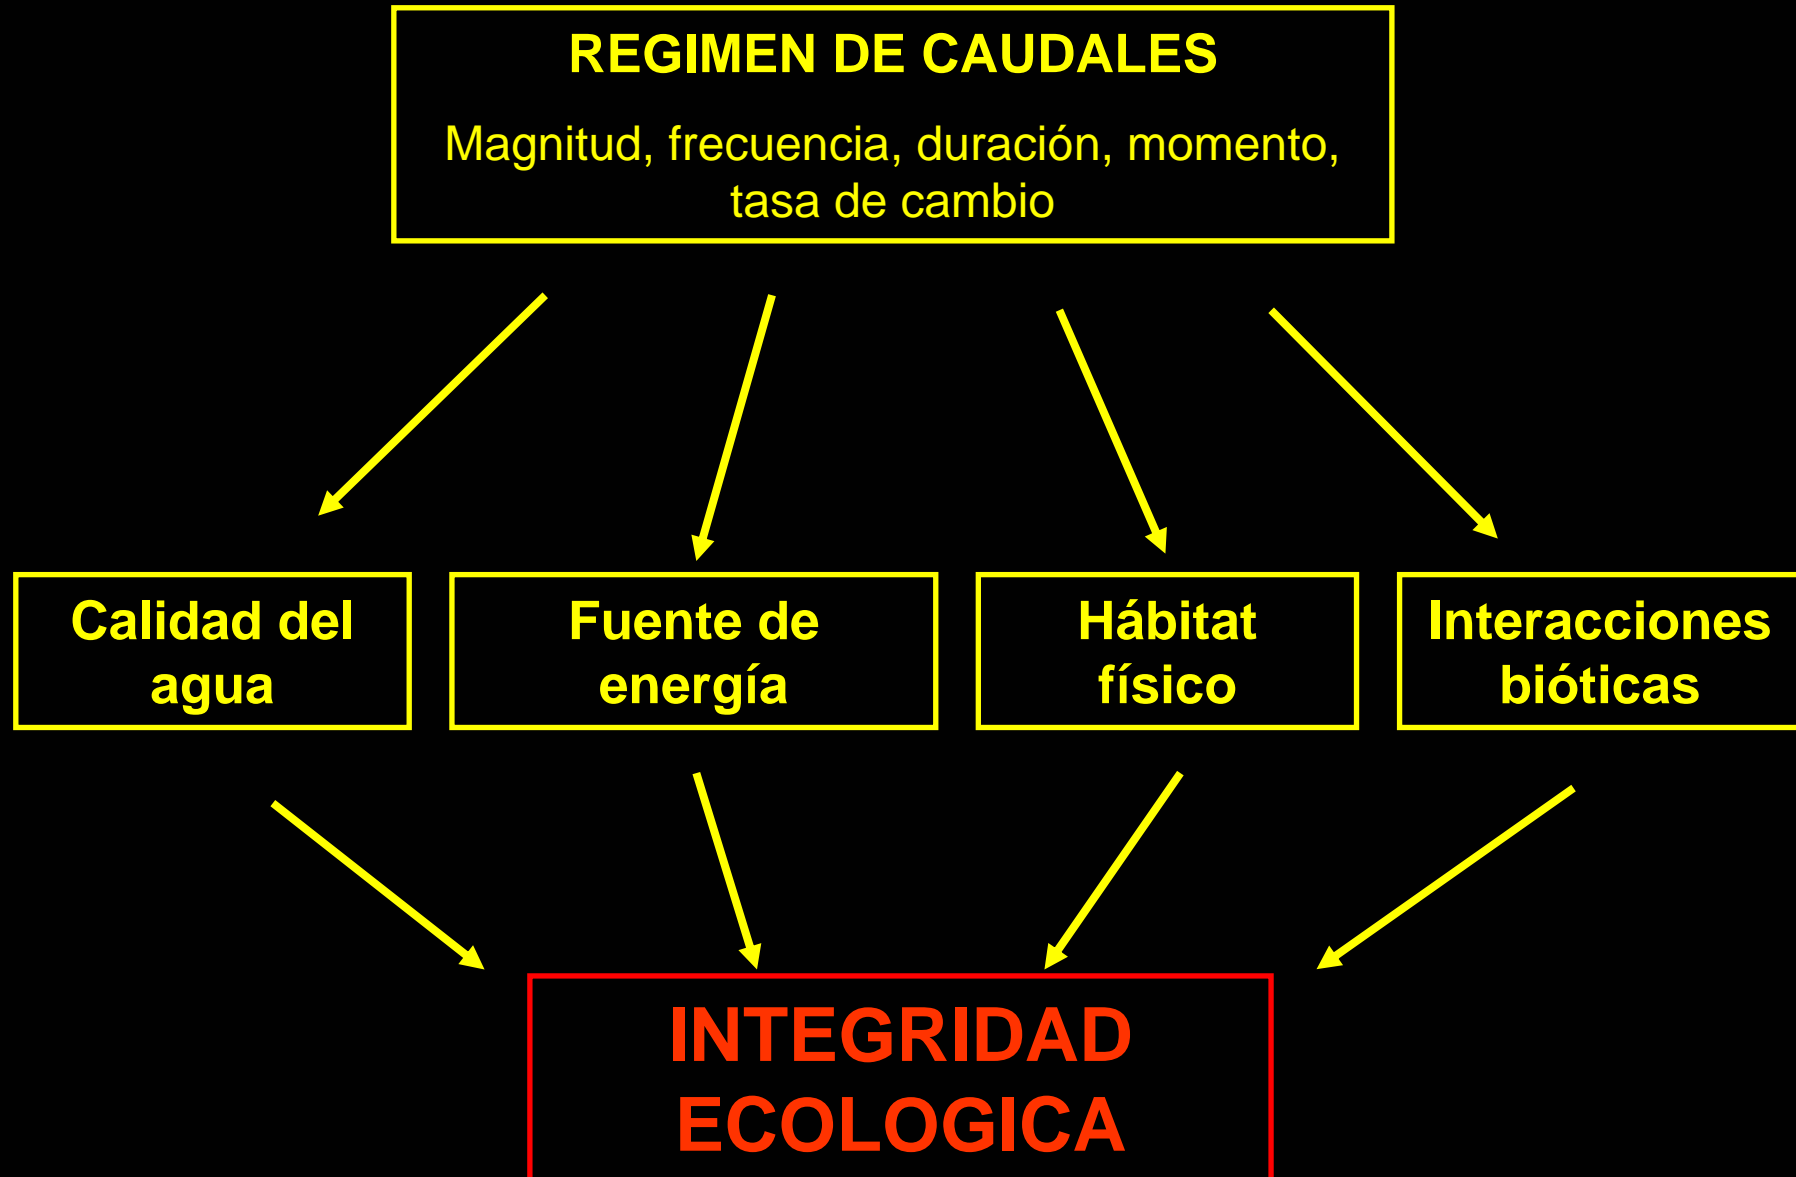 REGIMEN DE CAUDALES
Magnitud, frecuencia, duración, momento,
tasa de cambio
Calidad del
agua
Fuente de
energía
Hábitat
físico
Interacciones
bióticas
INTEGRIDAD
ECOLOGICA